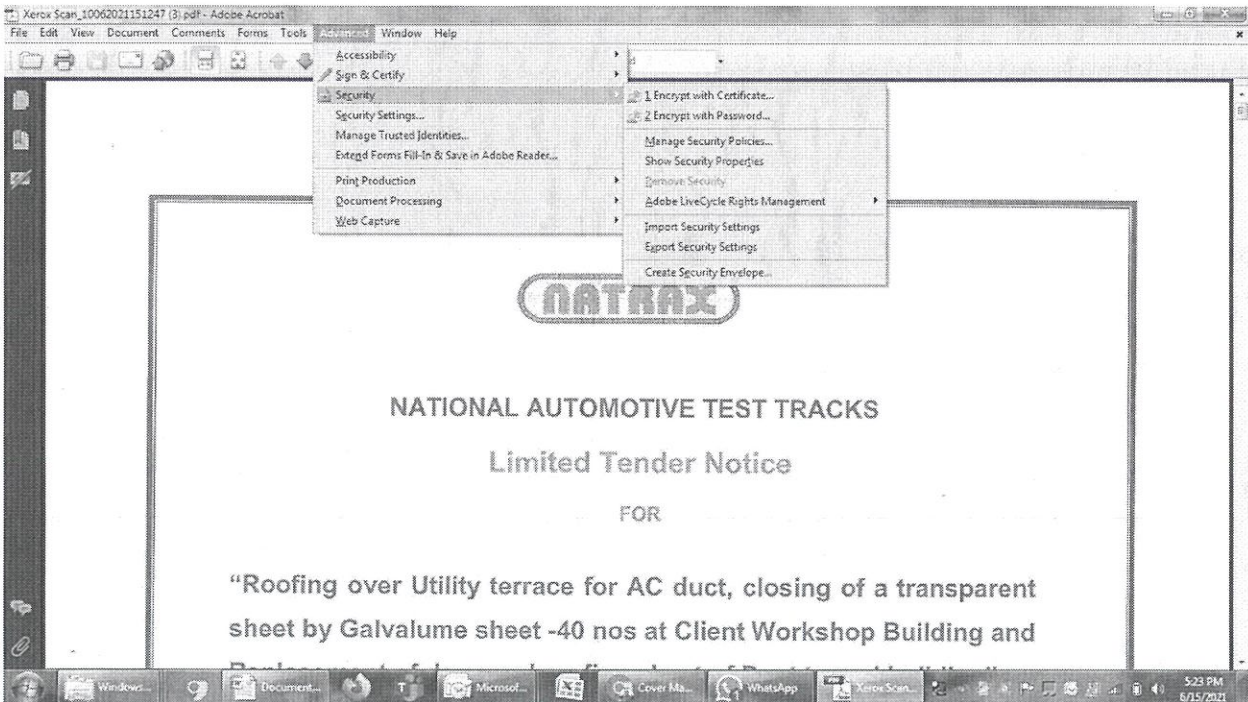 Xerox Scan_10062021151247 (3).pdf - Adobe Acrobat
File Edit View Document Comments Forms Tools Advanced Window Help
Accessibility
Sign & Certify
Security
Security Settings...
Manage Trusted Identities...
Extend Forms Fill-In & Save in Adobe Reader...
Print Production
Document Processing
Web Capture
1 Encrypt with Certificate...
2 Encrypt with Password...
Manage Security Policies...
Show Security Properties
Remove Security
Adobe LiveCycle Rights Management
Import Security Settings
Export Security Settings
Create Security Envelope...
NATRAX
NATIONAL AUTOMOTIVE TEST TRACKS
Limited Tender Notice
FOR
“Roofing over Utility terrace for AC duct, closing of a transparent
sheet by Galvalume sheet -40 nos at Client Workshop Building and
Windows... Document... Microsof... Cover Ma... WhatsApp Xerox Scan...
5:23 PM
6/15/2021